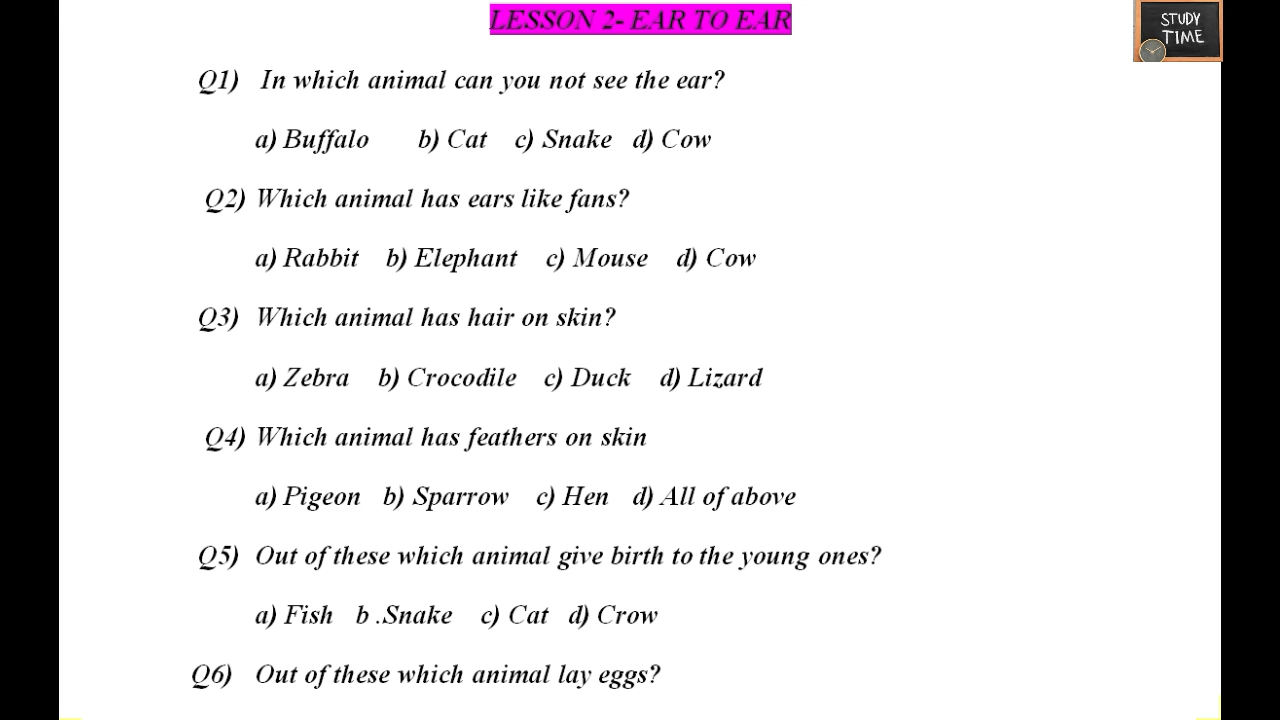 LESSON 2- EAR TO EAR
STUDY
TIME
Q1) In which animal can you not see the ear?
a) Buffalo b) Cat c) Snake d) Cow
Q2) Which animal has ears like fans?
a) Rabbit b) Elephant c) Mouse d) Cow
Q3) Which animal has hair on skin?
a) Zebra b) Crocodile c) Duck d) Lizard
Q4) Which animal has feathers on skin
a) Pigeon b) Sparrow c) Hen d) All of above
Q5) Out of these which animal give birth to the young ones?
a) Fish b .Snake c) Cat d) Crow
Q6) Out of these which animal lay eggs?